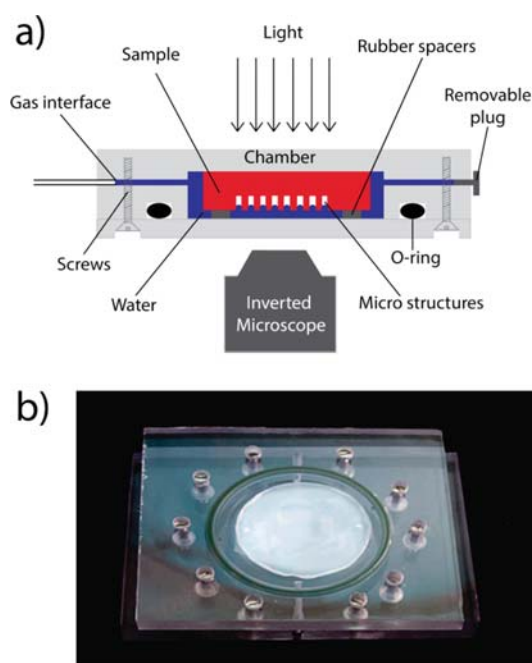 a)
Light
Rubber spacers
Sample
Removable
plug
Gas interface
Chamber
Screws
O-ring
Water
Micro structures
Inverted
Microscope
b)